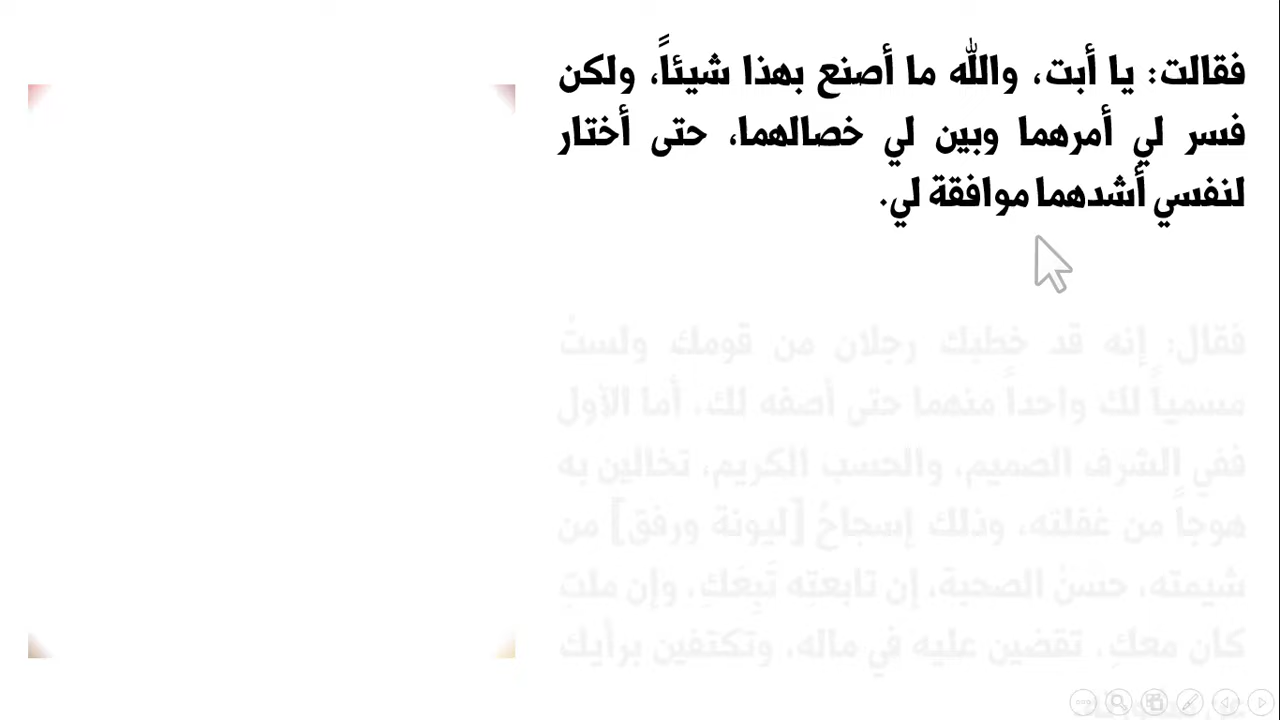 فقالت: يا أبت، والله ما أصنع بهذا شيئاً، ولكن
فسر لي أمرهما وبين لي خصالهما، حتى أختار
لنفسي أشدهما موافقة لي.
فقال: إنه قد خطبك رجلان من قومك ولستُ
مسمياً لك واحداً منهما حتى أصفه لك، أما الأول
ففي الشرف الصميم، والحسب الكريم، تخالين به
هوجاً من غفلته، وذلك إسجاحُ [ليونة ورفق] من
شيمته، حسَنُ الصحبة، إن تابعتِه تَبِعَكِ، وإن ملتِ
كان معكِ، تقضين عليه في ماله، وتكتفين برأيك